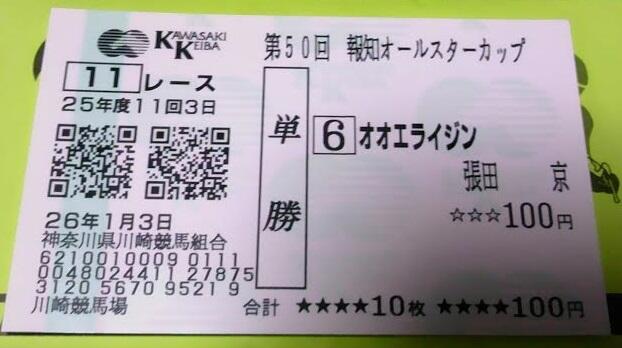 KAWASAKI
KEIBA
第50回 報知オールスターカップ
11レース
25年度11回3日
単勝
6 オオエライジン
張田 京
☆☆☆100円
26年1月3日
神奈川県川崎競馬組合
6210010009 0111
0048024411 27875
3120 5670 9521 9
川崎競馬場
合計 ★★★★10枚 ★★★★100円